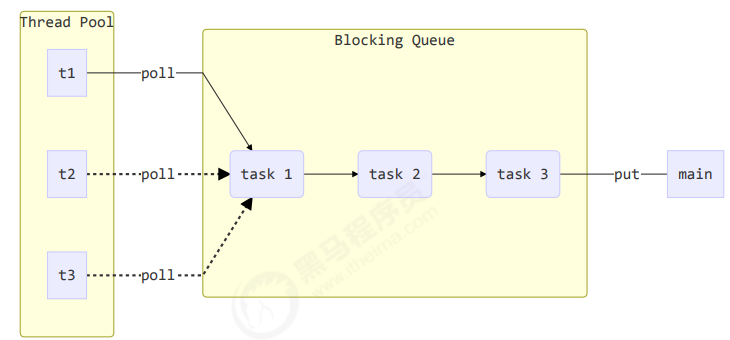 Thread Pool
Blocking Queue
t1
poll
t2
poll
task 1
task 2
task 3
put
main
t3
poll
黑马程序员
www.itheima.com